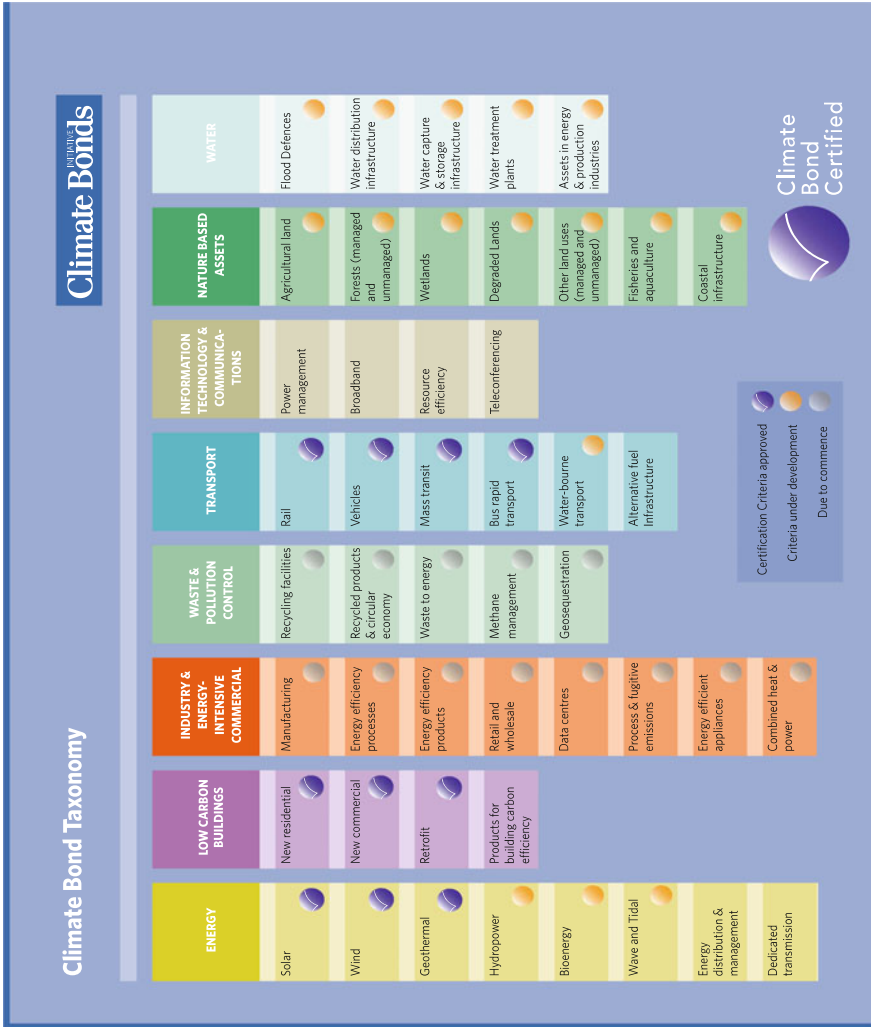 Climate Bond Taxonomy
Climate Bonds
INITIATIVE
ENERGY
Solar
Wind
Geothermal
Hydropower
Bioenergy
Wave and Tidal
Energy
distribution &
management
Dedicated
transmission
LOW CARBON
BUILDINGS
New residential
New commercial
Retrofit
Products for
building carbon
efficiency
INDUSTRY &
ENERGY-
INTENSIVE
COMMERCIAL
Manufacturing
Energy efficiency
processes
Energy efficiency
products
Retail and
wholesale
Data centres
Process & fugitive
emissions
Energy efficient
appliances
Combined heat &
power
WASTE &
POLLUTION
CONTROL
Recycling facilities
Recycled products
& circular
economy
Waste to energy
Methane
management
Geosequestration
TRANSPORT
Rail
Vehicles
Mass transit
Bus rapid
transport
Water-bourne
transport
Alternative fuel
Infrastructure
INFORMATION
TECHNOLOGY &
COMMUNICA-
TIONS
Power
management
Broadband
Resource
efficiency
Teleconferencing
NATURE BASED
ASSETS
Agricultural land
Forests (managed
and
unmanaged)
Wetlands
Degraded Lands
Other land uses
(managed and
unmanaged)
Fisheries and
aquaculture
Coastal
infrastructure
WATER
Flood Defences
Water distribution
infrastructure
Water capture
& storage
infrastructure
Water treatment
plants
Assets in energy
& production
industries
Certification Criteria approved
Criteria under development
Due to commence
Climate
Bond
Certified